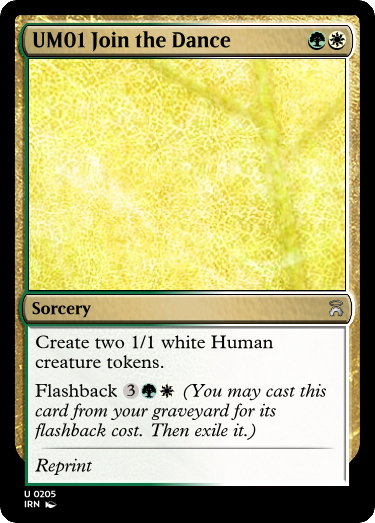 UM01 Join the Dance
Sorcery
Create two 1/1 white Human
creature tokens.
Flashback 3 (You may cast this
card from your graveyard for its
flashback cost. Then exile it.)
Reprint
U 0205
IRN